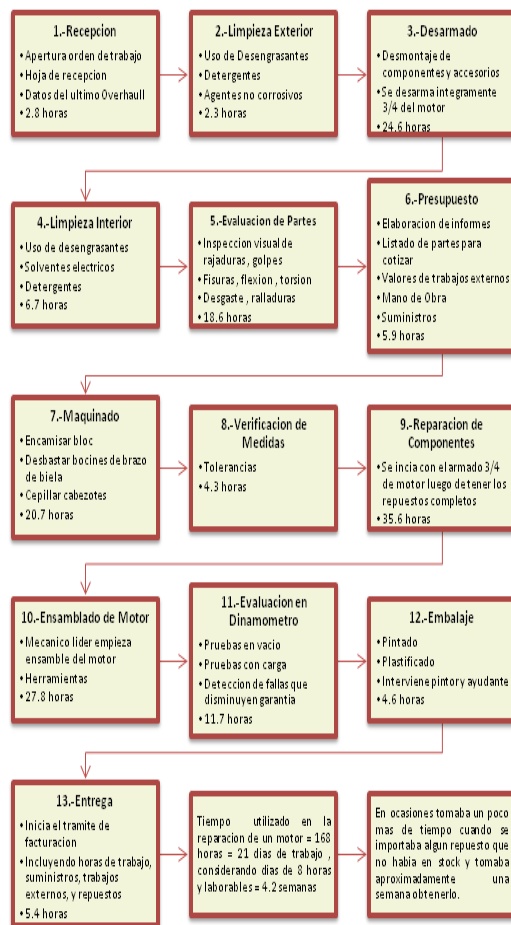 1.-Recepcion
• Apertura orden de trabajo
• Hoja de recepcion
• Datos del ultimo Overhaull
• 2.8 horas
2.-Limpieza Exterior
• Uso de Desengrasantes
• Detergentes
• Agentes no corrosivos
• 2.3 horas
3.-Desarmado
• Desmontaje de
componentes y accesorios
• Se desarma integramente
3/4 del motor
• 24.6 horas
4.-Limpieza Interior
• Uso de desengrasantes
• Solventes electricos
• Detergentes
• 6.7 horas
5.-Evaluacion de Partes
• Inspeccion visual de
rajaduras , golpes
• Fisuras , flexion , torsion
• Desgaste , ralladuras
• 18.6 horas
6.-Presupuesto
• Elaboracion de informes
• Listado de partes para
cotizar
• Valores de trabajos externos
• Mano de Obra
• Suministros
• 5.9 horas
7.-Maquinado
• Encamisar bloc
• Desbastar bocines de brazo
de biela
• Cepillar cabezotes
• 20.7 horas
8.-Verificacion de
Medidas
• Tolerancias
• 4.3 horas
9.-Reparacion de
Componentes
• Se incia con el armado 3/4
de motor luego de tener los
repuestos completos
• 35.6 horas
10.-Ensamblado de Motor
• Mecanico lider empieza
ensamble del motor
• Herramientas
• 27.8 horas
11.-Evaluacion en
Dinamometro
• Pruebas en vacio
• Pruebas con carga
• Deteccion de fallas que
disminuyen garantia
• 11.7 horas
12.-Embalaje
• Pintado
• Plastificado
• Interviene pintor y ayudante
• 4.6 horas
13.-Entrega
• Inicia el tramite de
facturacion
• Incluyendo horas de trabajo,
suministros, trabajos
externos, y repuestos
• 5.4 horas
Tiempo utilizado en la
reparacion de un motor = 168
horas = 21 dias de trabajo ,
considerando dias de 8 horas
y laborables = 4.2 semanas
En ocasiones tomaba un poco
mas de tiempo cuando se
importaba algun repuesto que
no habia en stock y tomaba
aproximadamente una
semana obtenerlo.